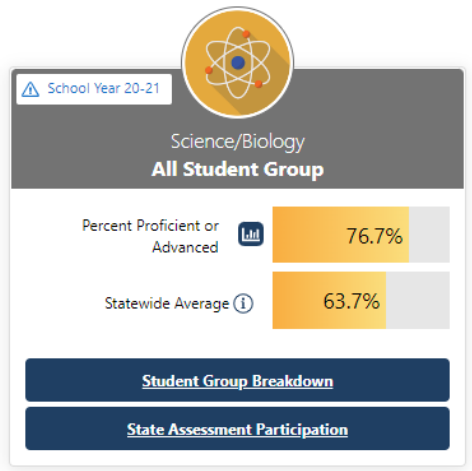 School Year 20-21
Science/Biology
All Student Group
Percent Proficient or
Advanced
76.7%
Statewide Average
63.7%
Student Group Breakdown
State Assessment Participation